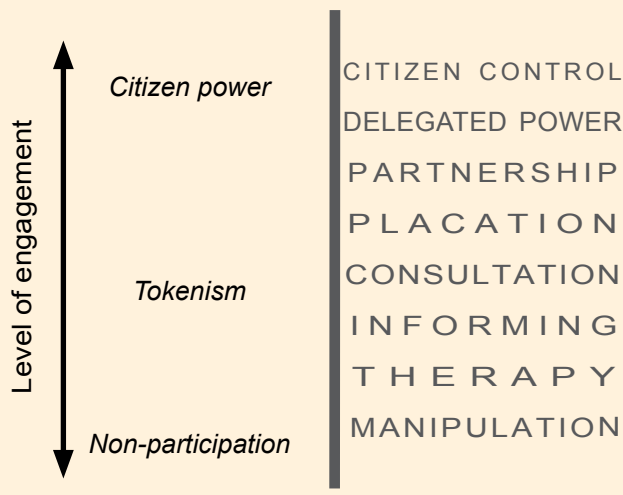 Level of engagement
Citizen power
Tokenism
Non-participation
CITIZEN CONTROL
DELEGATED POWER
PARTNERSHIP
PLACATION
CONSULTATION
INFORMING
THERAPY
MANIPULATION